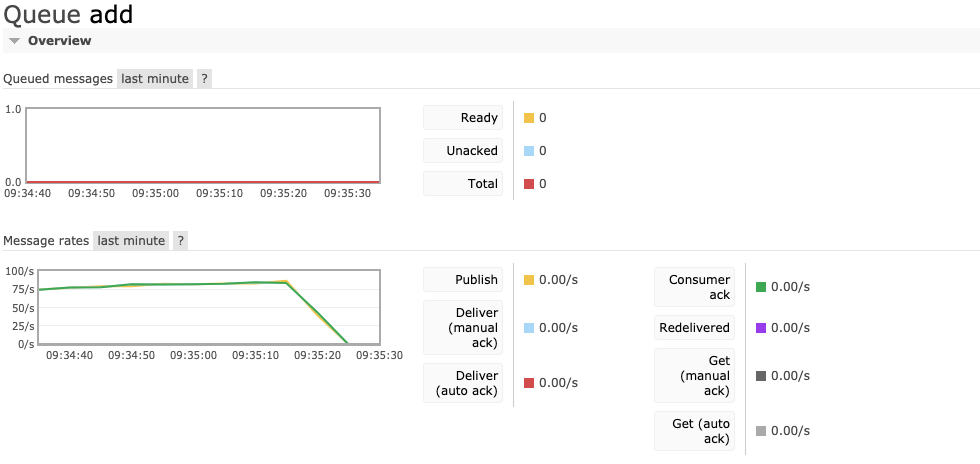 Queue add
Overview
Queued messages last minute ?
1.0
0.0
09:34:40 09:34:50 09:35:00 09:35:10 09:35:20 09:35:30
Ready 0
Unacked 0
Total 0
Message rates last minute ?
100/s
75/s
50/s
25/s
0/s
09:34:40 09:34:50 09:35:00 09:35:10 09:35:20 09:35:30
Publish 0.00/s
Deliver
(manual 0.00/s
ack)
Deliver
(auto ack) 0.00/s
Consumer
ack 0.00/s
Redelivered 0.00/s
Get
(manual 0.00/s
ack)
Get (auto
ack) 0.00/s